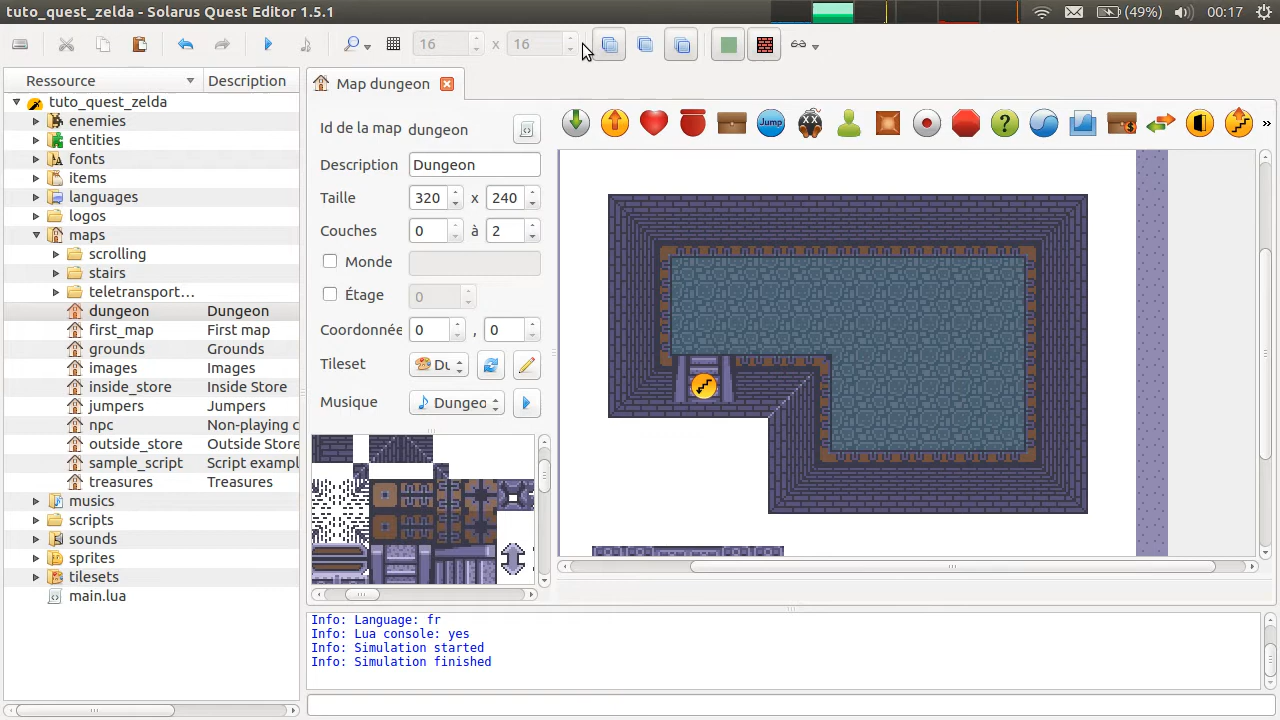 tuto_quest_zelda - Solarus Quest Editor 1.5.1
(49%)
00:17
16 x 16
Ressource Description
tuto_quest_zelda
enemies
entities
fonts
items
languages
logos
maps
scrolling
stairs
teletransport...
dungeon Dungeon
first_map First map
grounds Grounds
images Images
inside_store Inside Store
jumpers Jumpers
npc Non-playing c
outside_store Outside Store
sample_script Script exampl
treasures Treasures
musics
scripts
sounds
sprites
tilesets
main.lua
Map dungeon
Id de la map dungeon
Description Dungeon
Taille 320 x 240
Couches 0 à 2
Monde
Étage 0
Coordonnée 0 , 0
Tileset Du
Musique Dungeo
Jump
»
Info: Language: fr
Info: Lua console: yes
Info: Simulation started
Info: Simulation finished